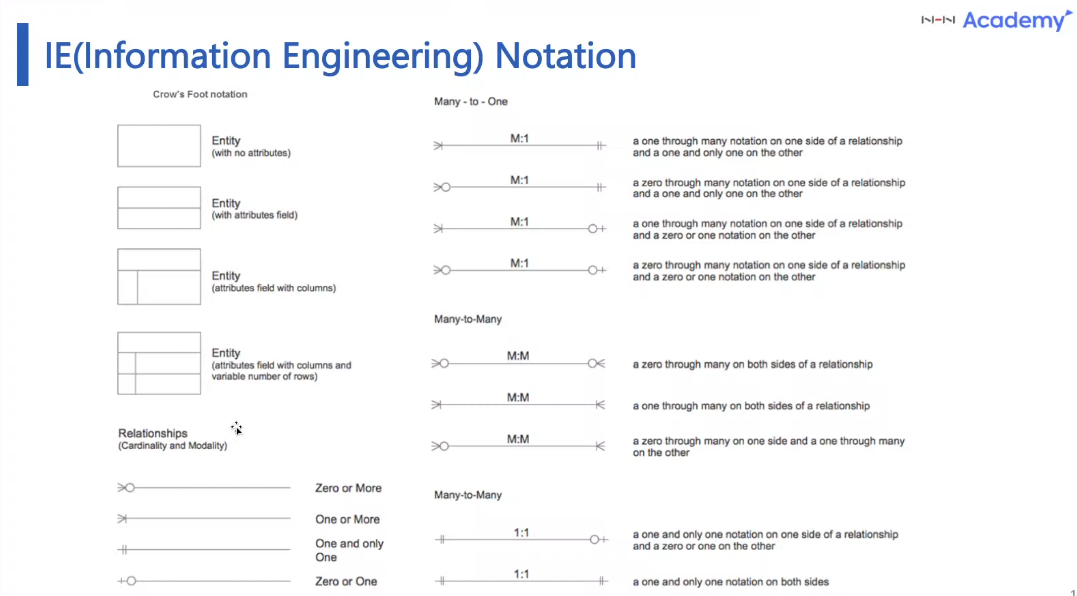 NHN Academy
IE(Information Engineering) Notation
Crow's Foot notation
Entity
(with no attributes)
Entity
(with attributes field)
Entity
(attributes field with columns)
Entity
(attributes field with columns and
variable number of rows)
Relationships
(Cardinality and Modality)
Zero or More
One or More
One and only
One
Zero or One
Many - to - One
M:1
a one through many notation on one side of a relationship
and a one and only one on the other
M:1
a zero through many notation on one side of a relationship
and a one and only one on the other
M:1
a one through many notation on one side of a relationship
and a zero or one notation on the other
M:1
a zero through many notation on one side of a relationship
and a zero or one notation on the other
Many-to-Many
M:M
a zero through many on both sides of a relationship
M:M
a one through many on both sides of a relationship
M:M
a zero through many on one side and a one through many
on the other
Many-to-Many
1:1
a one and only one notation on one side of a relationship
and a zero or one on the other
1:1
a one and only one notation on both sides
1